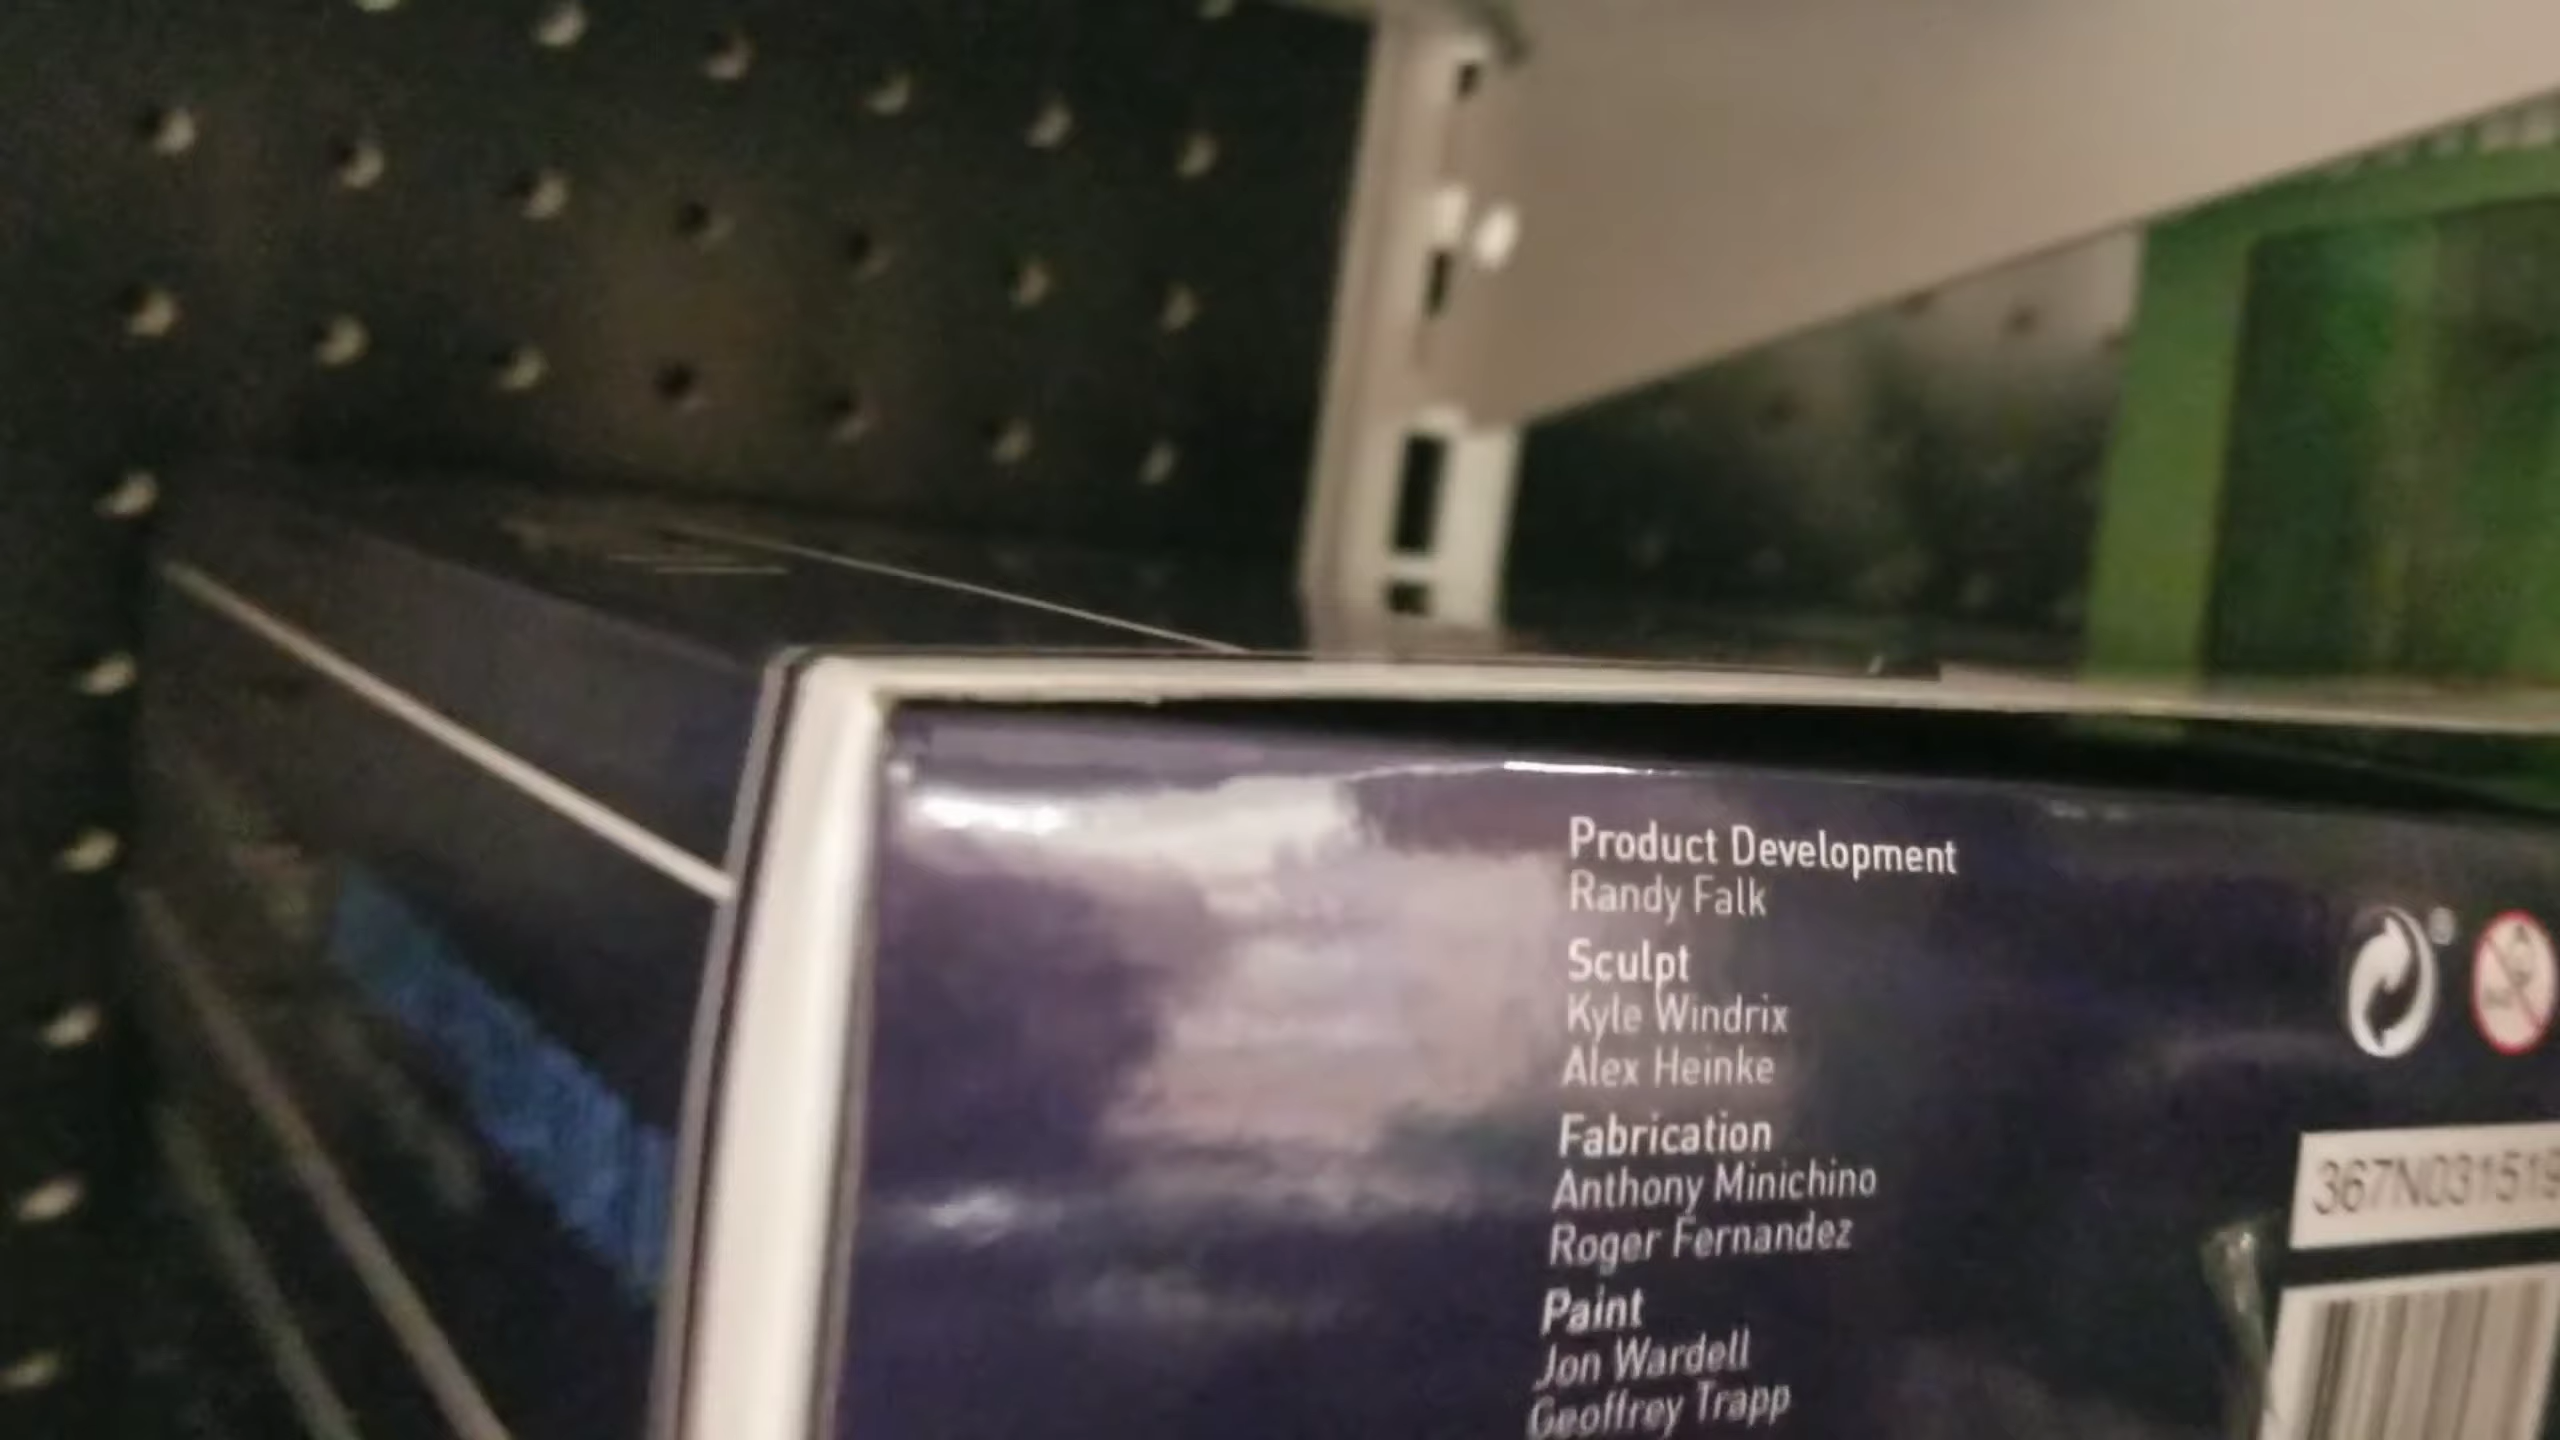 Product Development
Randy Falk
Sculpt
Kyle Windrix
Alex Heinke
Fabrication
Anthony Minichino
Roger Fernandez
Paint
Jon Wardell
Geoffrey Trapp
®
367N031519